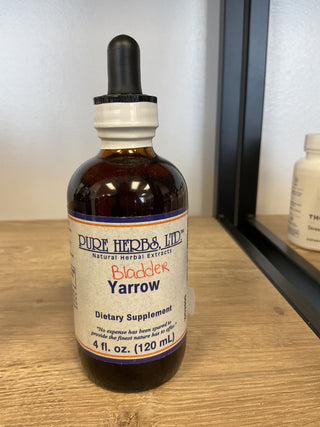 PURE HERBS, LTD.™
Natural Herbal Extracts
Bladder
Yarrow
Dietary Supplement
"No expense has been spared to
provide the finest nature has to offer."
4 fl. oz. (120 mL)